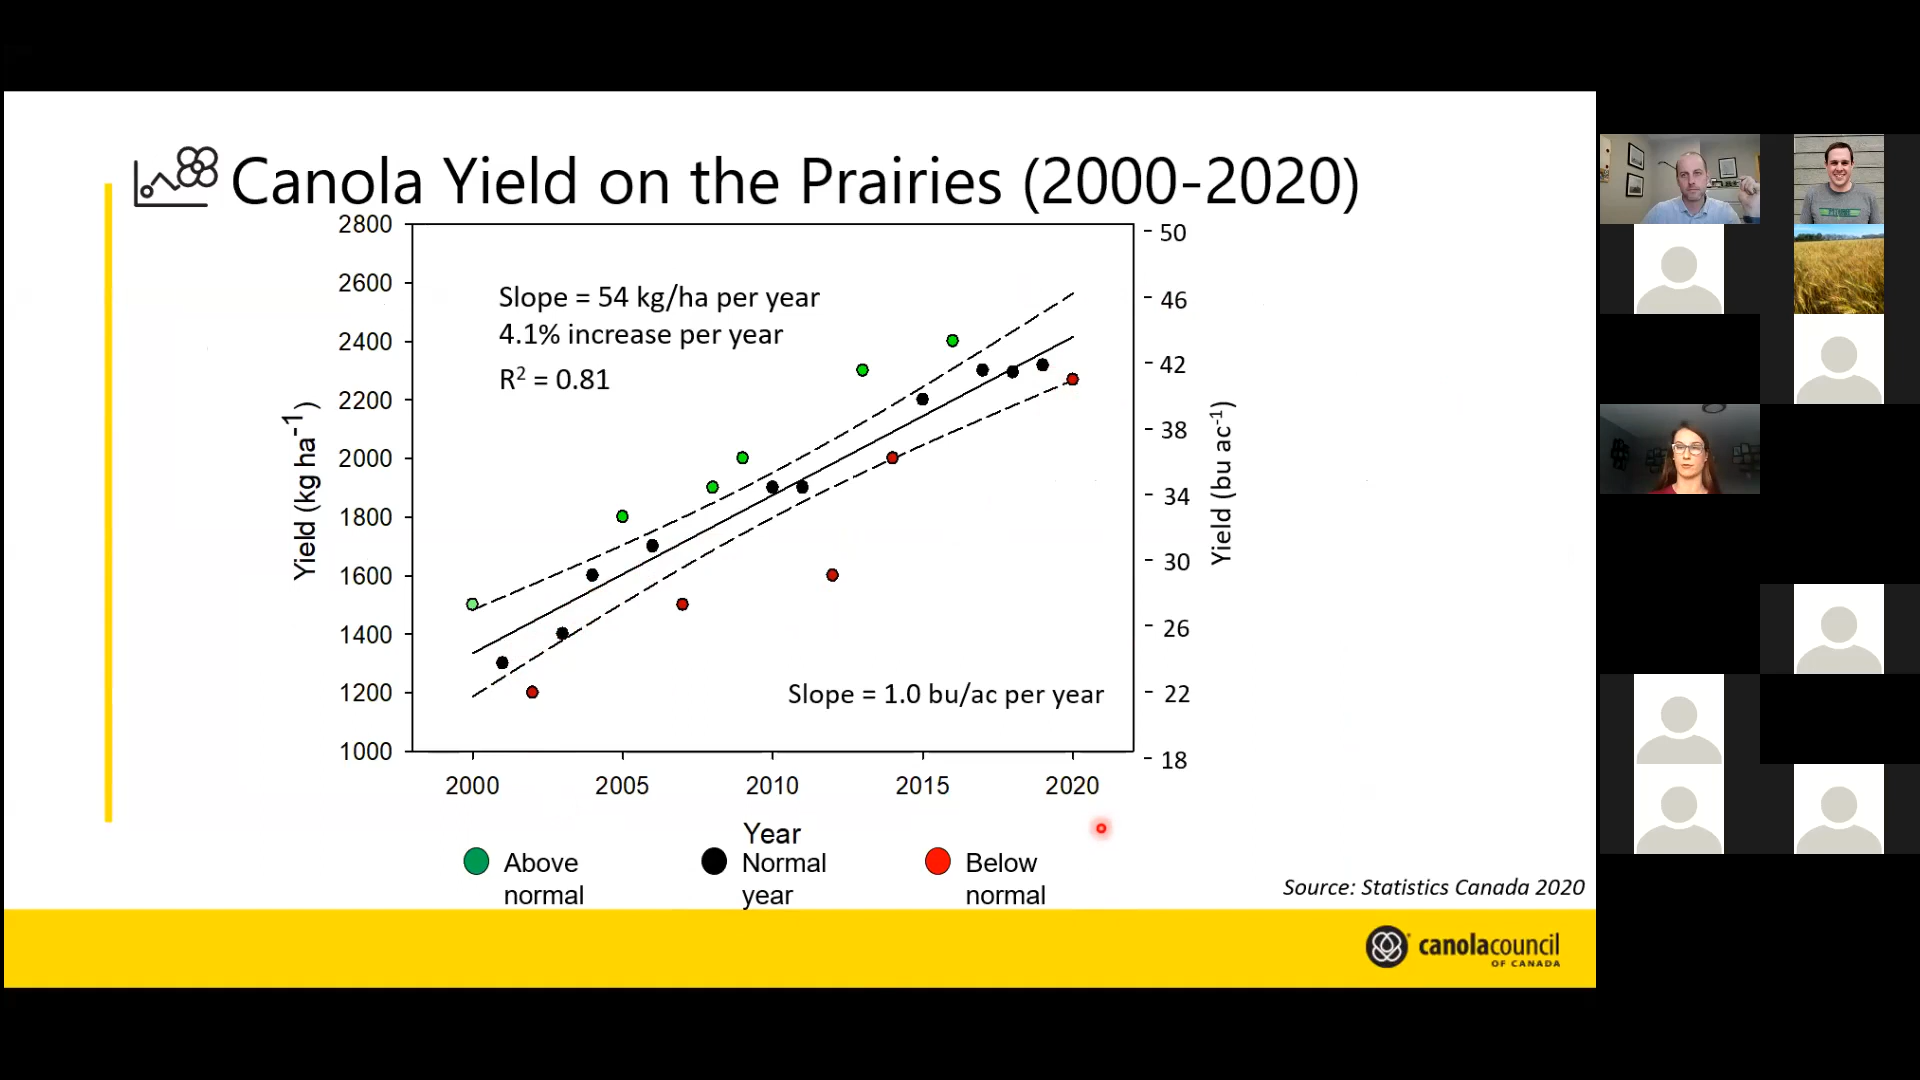 Canola Yield on the Prairies (2000-2020)
2800
2600
2400
2200
2000
1800
1600
1400
1200
1000
Yield (kg ha-1)
Slope = 54 kg/ha per year
4.1% increase per year
R2 = 0.81
Slope = 1.0 bu/ac per year
50
46
42
38
34
30
26
22
18
Yield (bu ac-1)
2000 2005 2010 2015 2020
Year
Above normal
Normal year
Below normal
Source: Statistics Canada 2020
canolacouncil
OF CANADA